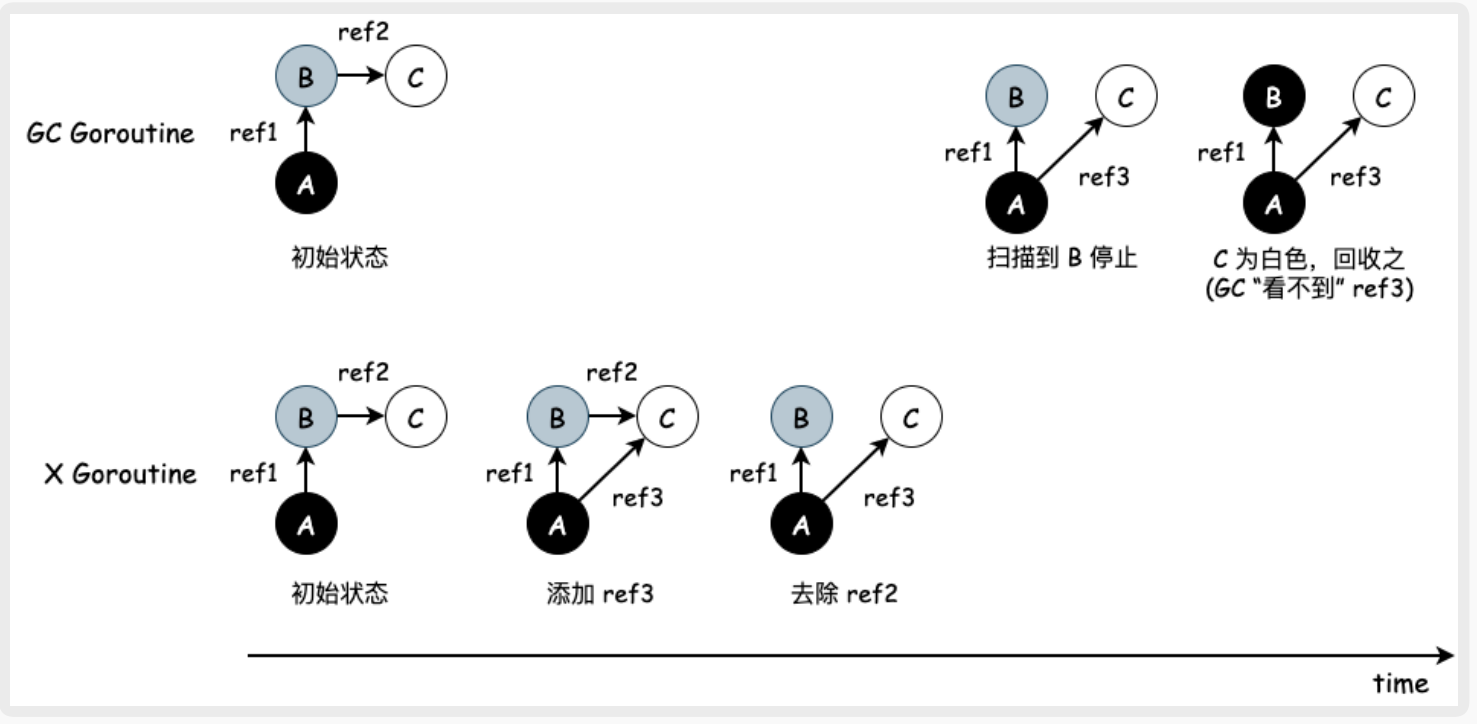 ref2
B
C
GC Goroutine
ref1
A
初始状态
B
C
ref1
ref3
A
扫描到 B 停止
B
C
ref1
ref3
A
C 为白色，回收之
(GC “看不到” ref3)
X Goroutine
ref2
B
C
ref1
A
初始状态
ref2
B
C
ref1
ref3
A
添加 ref3
B
C
ref1
ref3
A
去除 ref2
time